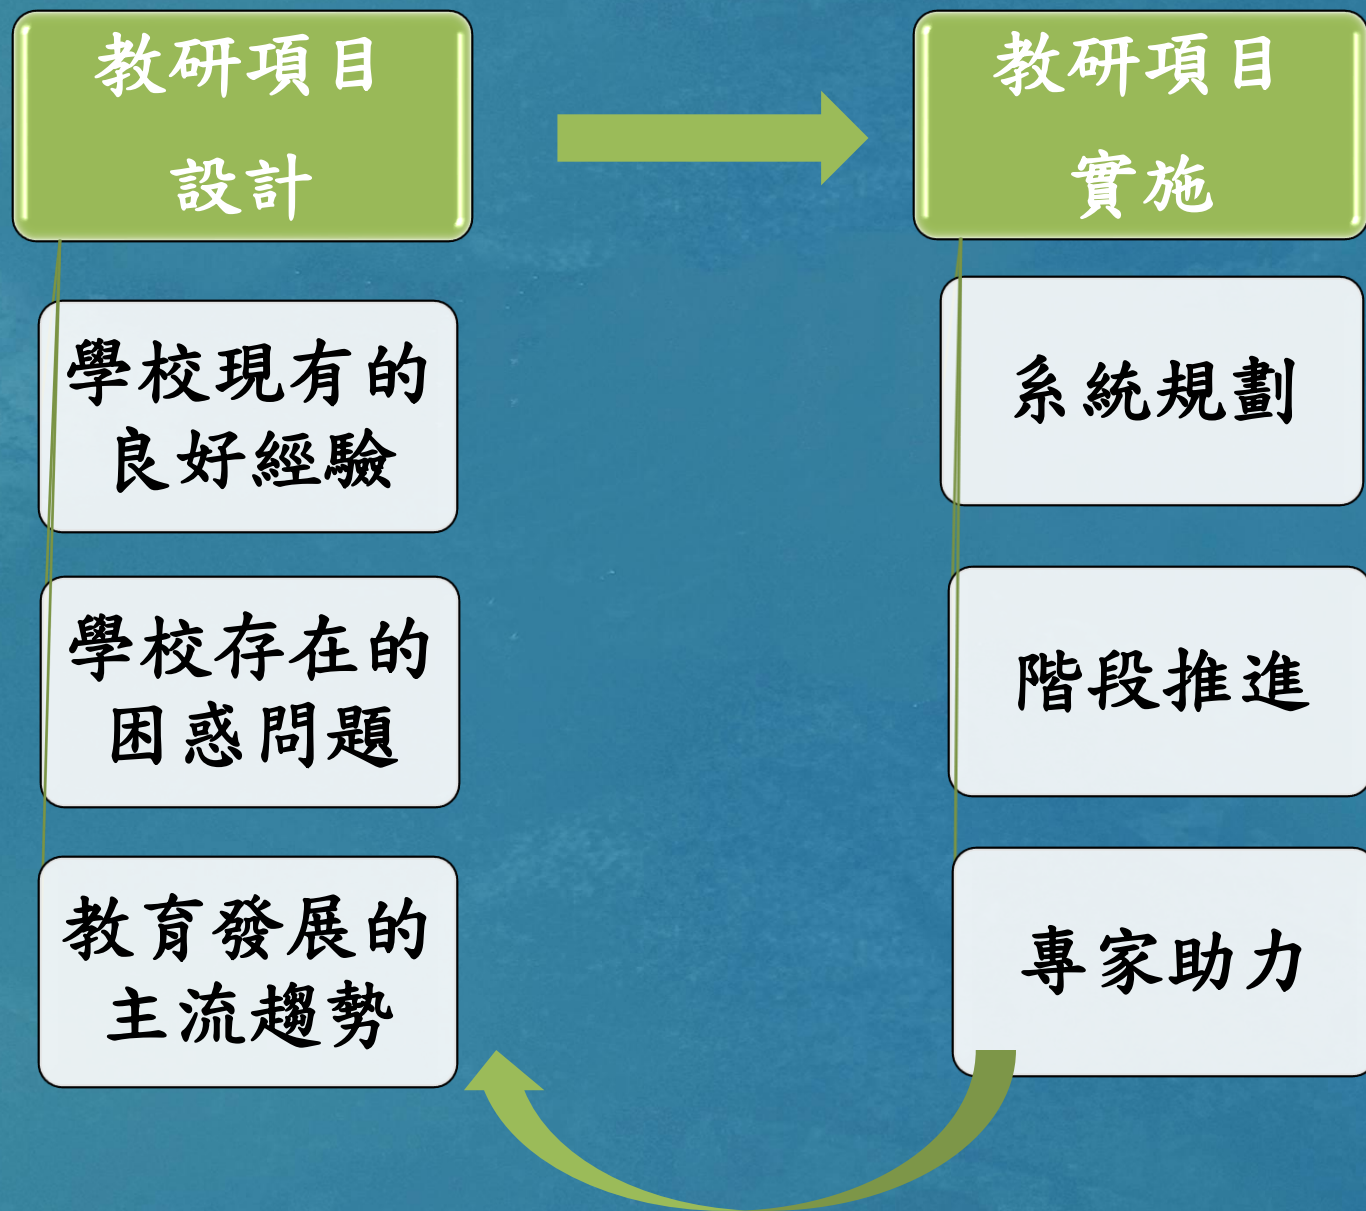 教研項目
設計
學校現有的
良好經驗
學校存在的
困惑問題
教育發展的
主流趨勢
教研項目
實施
系統規劃
階段推進
專家助力